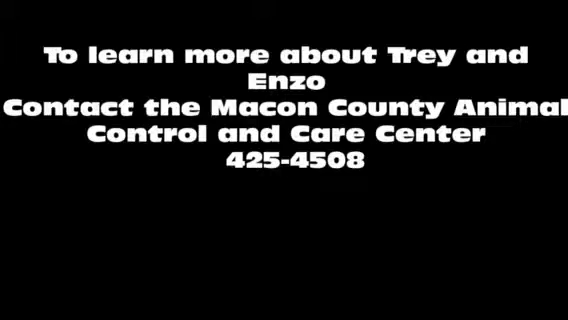 To learn more about Trey and
Enzo
Contact the Macon County Animal
Control and Care Center
425-4508